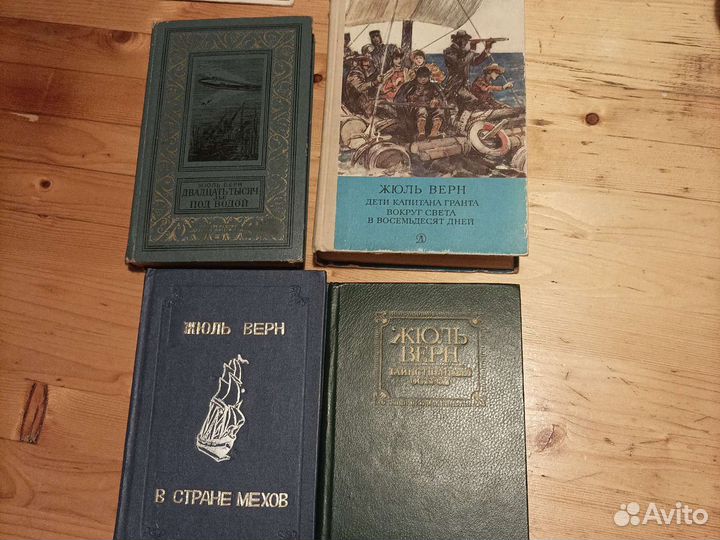 ЖЮЛЬ ВЕРН
ДВАДЦАТЬ ТЫСЯЧ
ЛЬЕ
ПОД ВОДОЙ
ЖЮЛЬ ВЕРН
ДЕТИ КАПИТАНА ГРАНТА
ВОКРУГ СВЕТА
В ВОСЕМЬДЕСЯТ ДНЕЙ
ЖЮЛЬ ВЕРН
В СТРАНЕ МЕХОВ
ЖЮЛЬ
ВЕРН
Avito